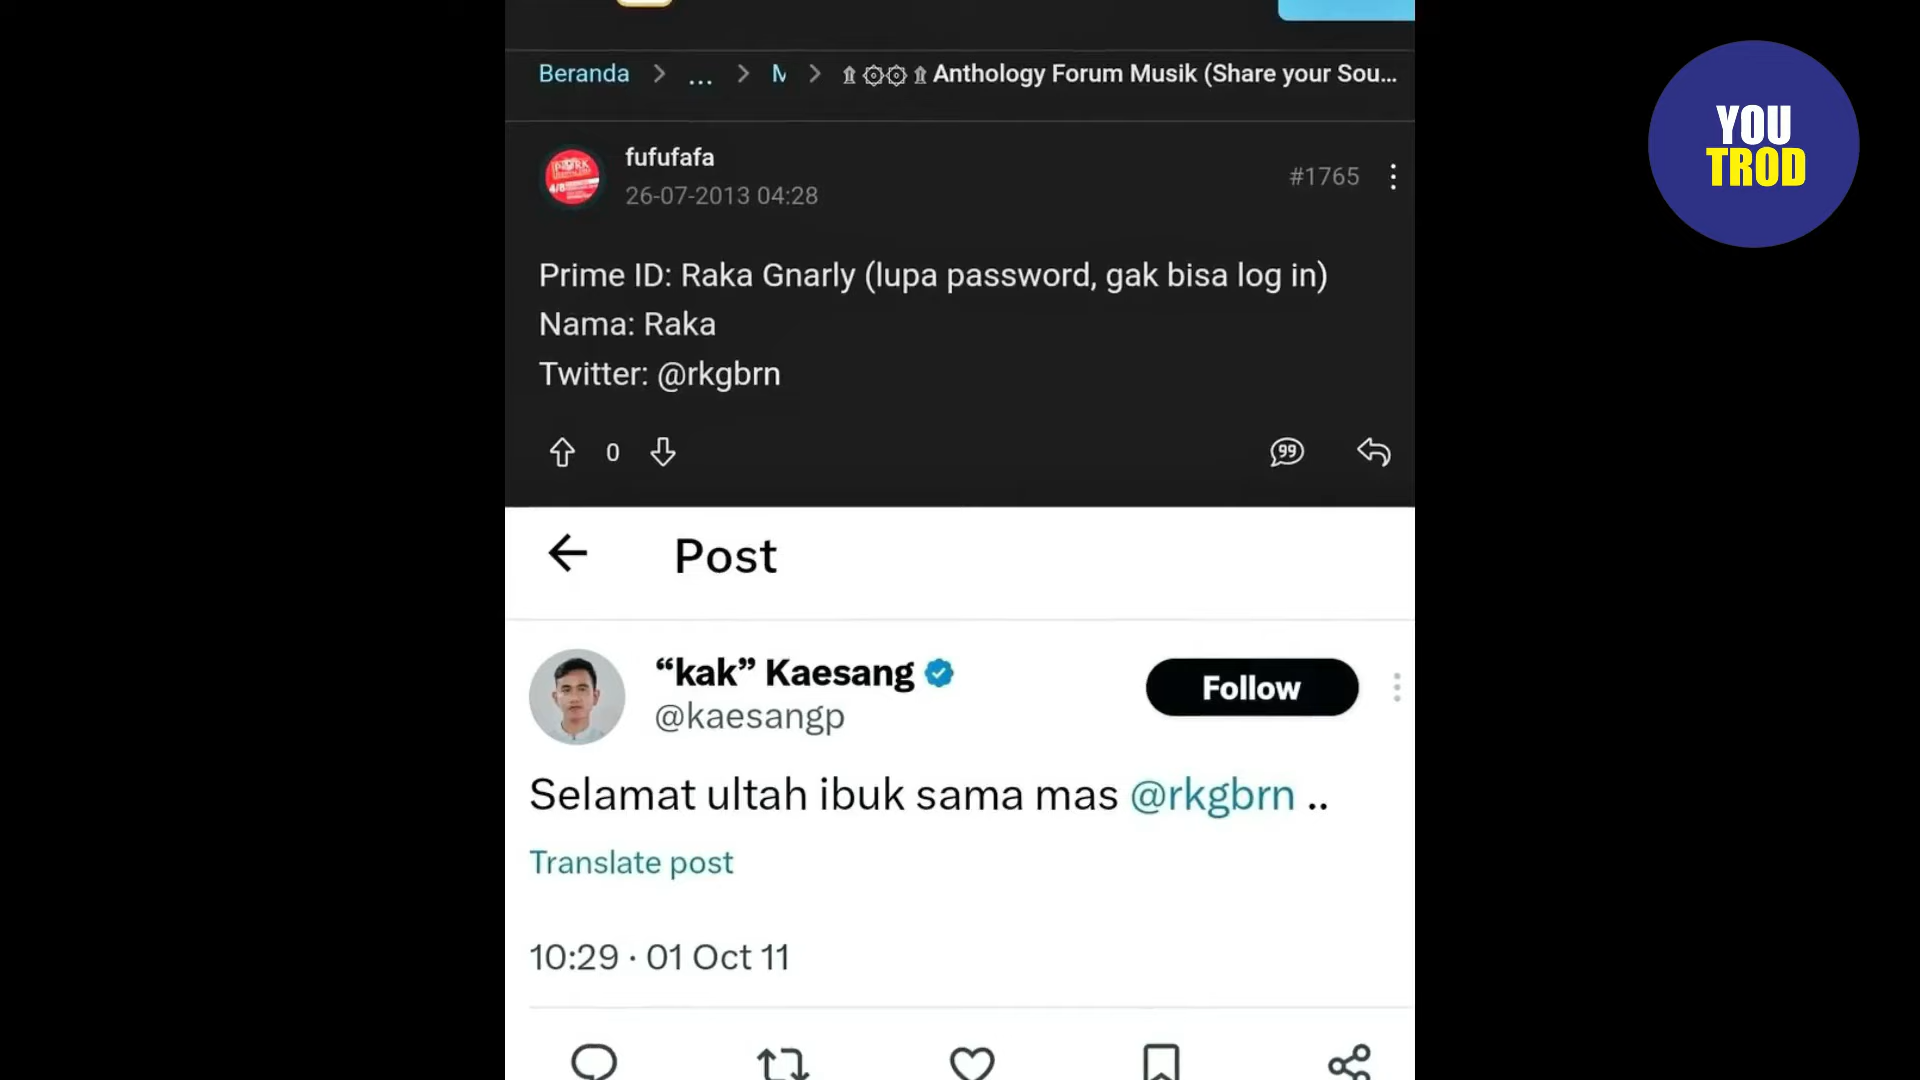 Beranda > ... > M > Anthology Forum Musik (Share your Sou...
YOU
TROD
fufufafa
26-07-2013 04:28
#1765
Prime ID: Raka Gnarly (lupa password, gak bisa log in)
Nama: Raka
Twitter: @rkgbrn
0
99
Post
“kak” Kaesang
@kaesangp
Follow
Selamat ultah ibuk sama mas @rkgbrn ..
Translate post
10:29 · 01 Oct 11